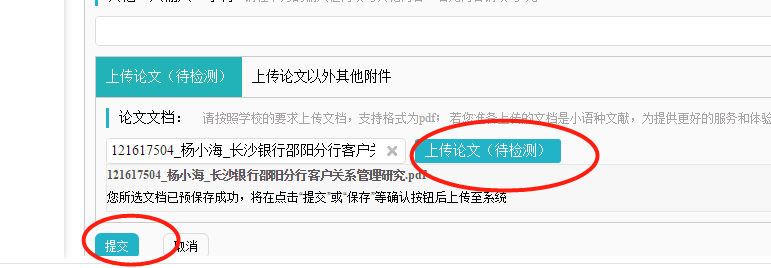 上传论文（待检测） 上传论文以外其他附件
论文文档： 请按照学校的要求上传文档，支持格式为pdf；若您准备上传的文档是小语种文献，为提供更好的服务和体验
121617504_杨小海_长沙银行邵阳分行客户关 × 上传论文（待检测）
121617504_杨小海_长沙银行邵阳分行客户关系管理研究.pdf
您所选文档已预保存成功，将在点击“提交”或“保存”等确认按钮后上传至系统
提交 取消